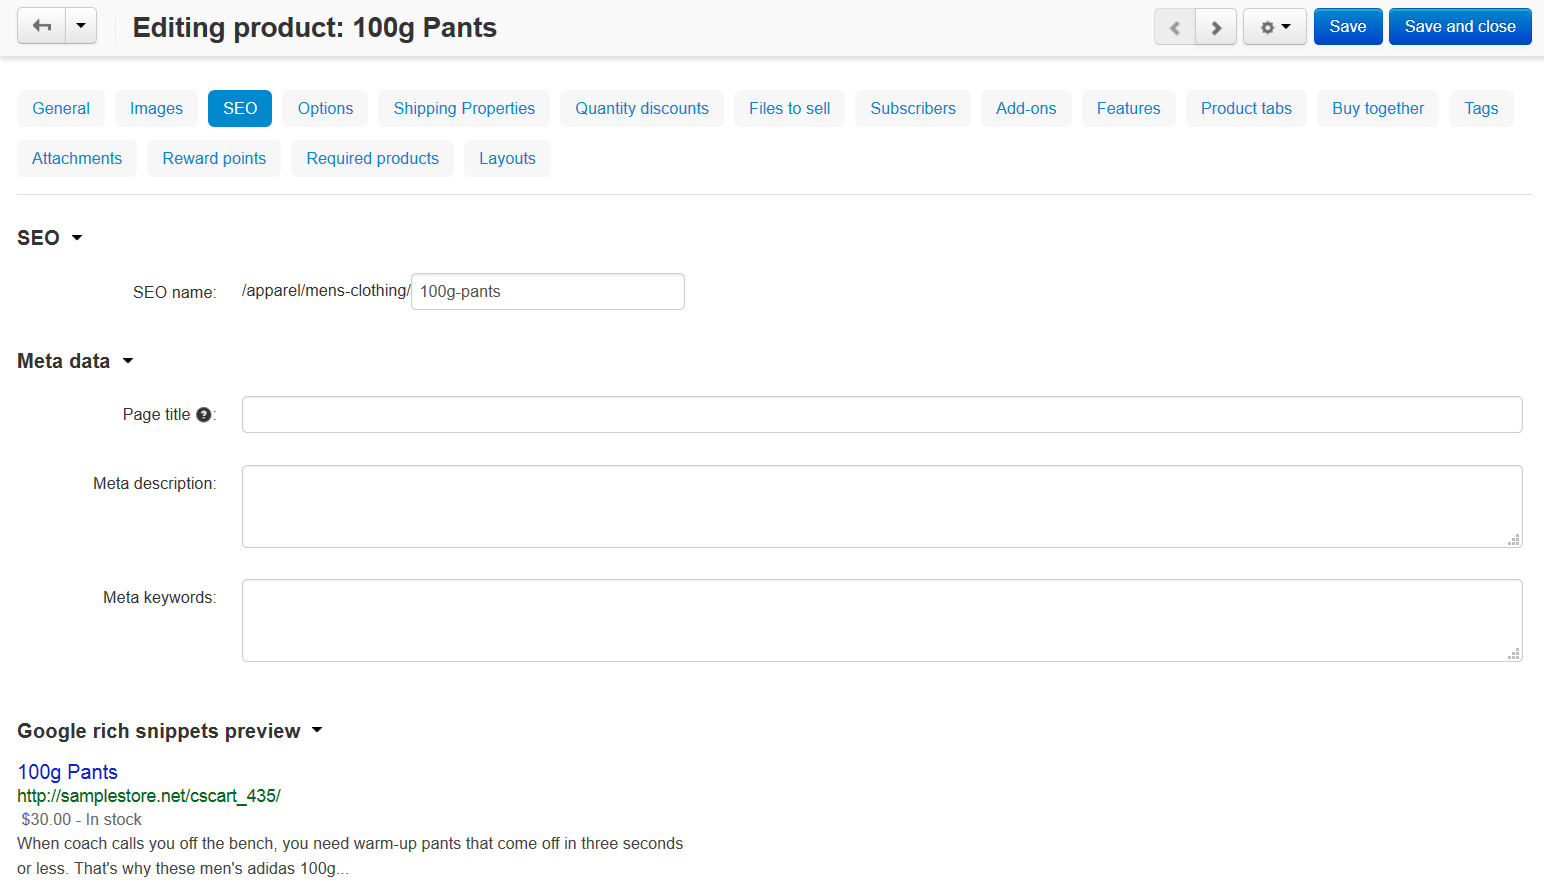 Editing product: 100g Pants
Save
Save and close
General
Images
SEO
Options
Shipping Properties
Quantity discounts
Files to sell
Subscribers
Add-ons
Features
Product tabs
Buy together
Tags
Attachments
Reward points
Required products
Layouts
SEO
SEO name: /apparel/mens-clothing/ 100g-pants
Meta data
Page title ?:
Meta description:
Meta keywords:
Google rich snippets preview
100g Pants
http://samplestore.net/cscart_435/
$30.00 - In stock
When coach calls you off the bench, you need warm-up pants that come off in three seconds
or less. That's why these men's adidas 100g...